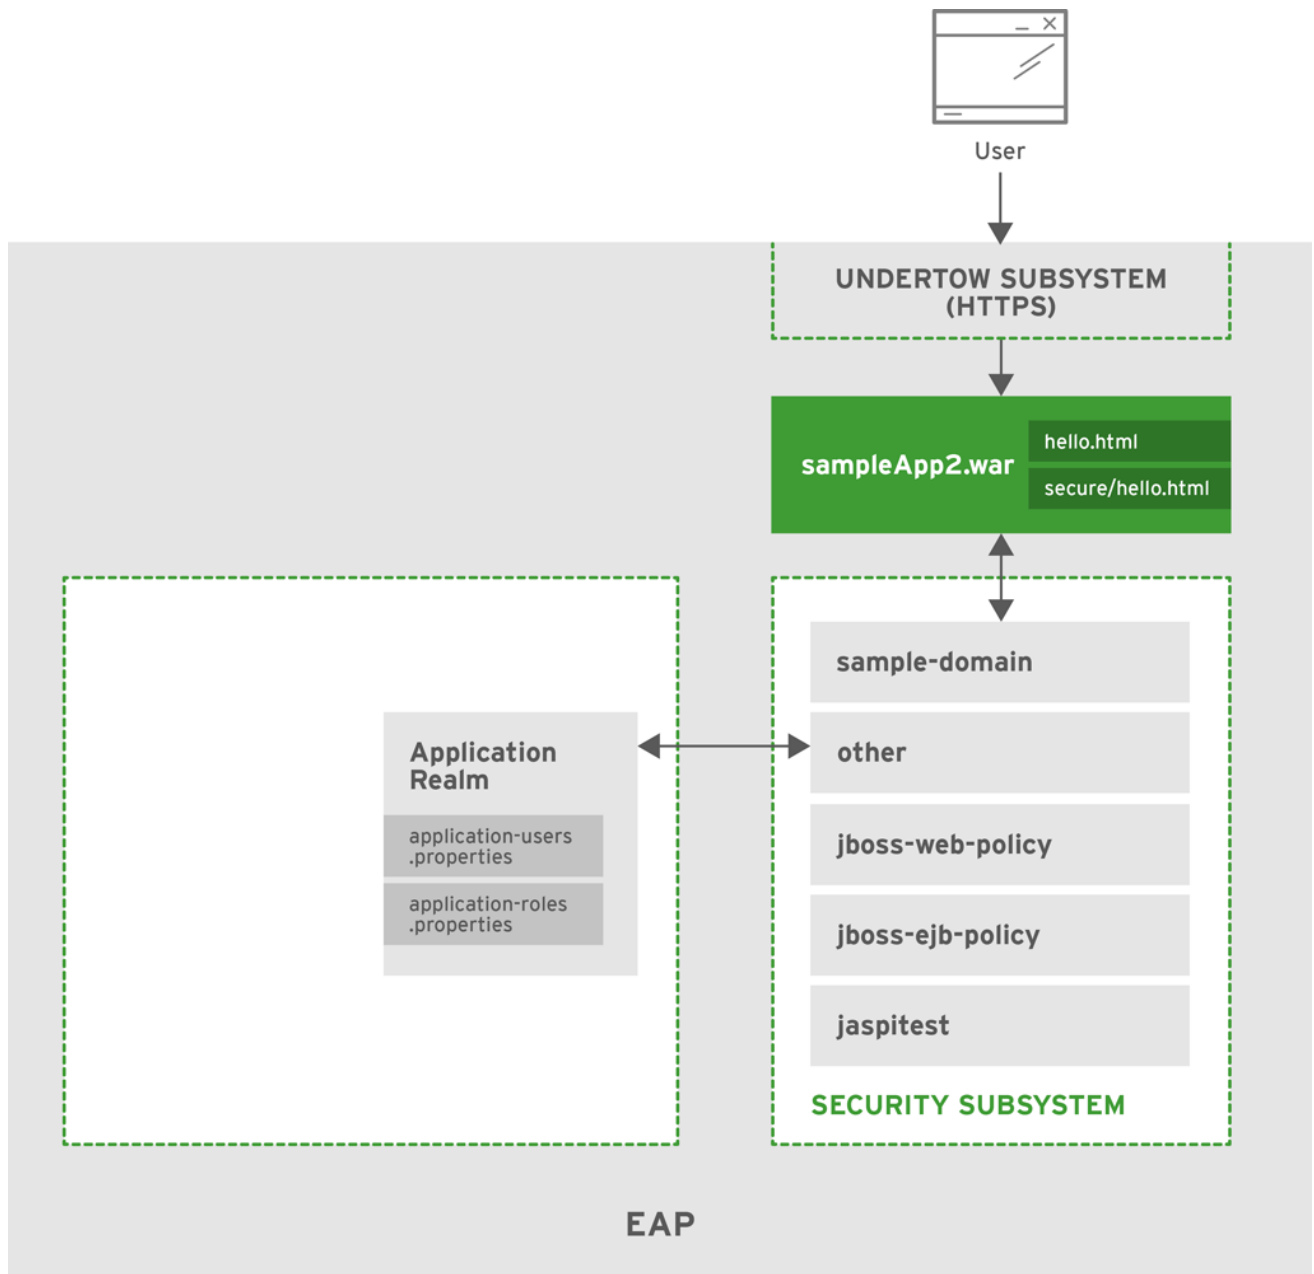 User
UNDERTOW SUBSYSTEM
(HTTPS)
sampleApp2.war
hello.html
secure/hello.html
Application
Realm
application-users
.properties
application-roles
.properties
sample-domain
other
jboss-web-policy
jboss-ejb-policy
jaspitest
SECURITY SUBSYSTEM
EAP